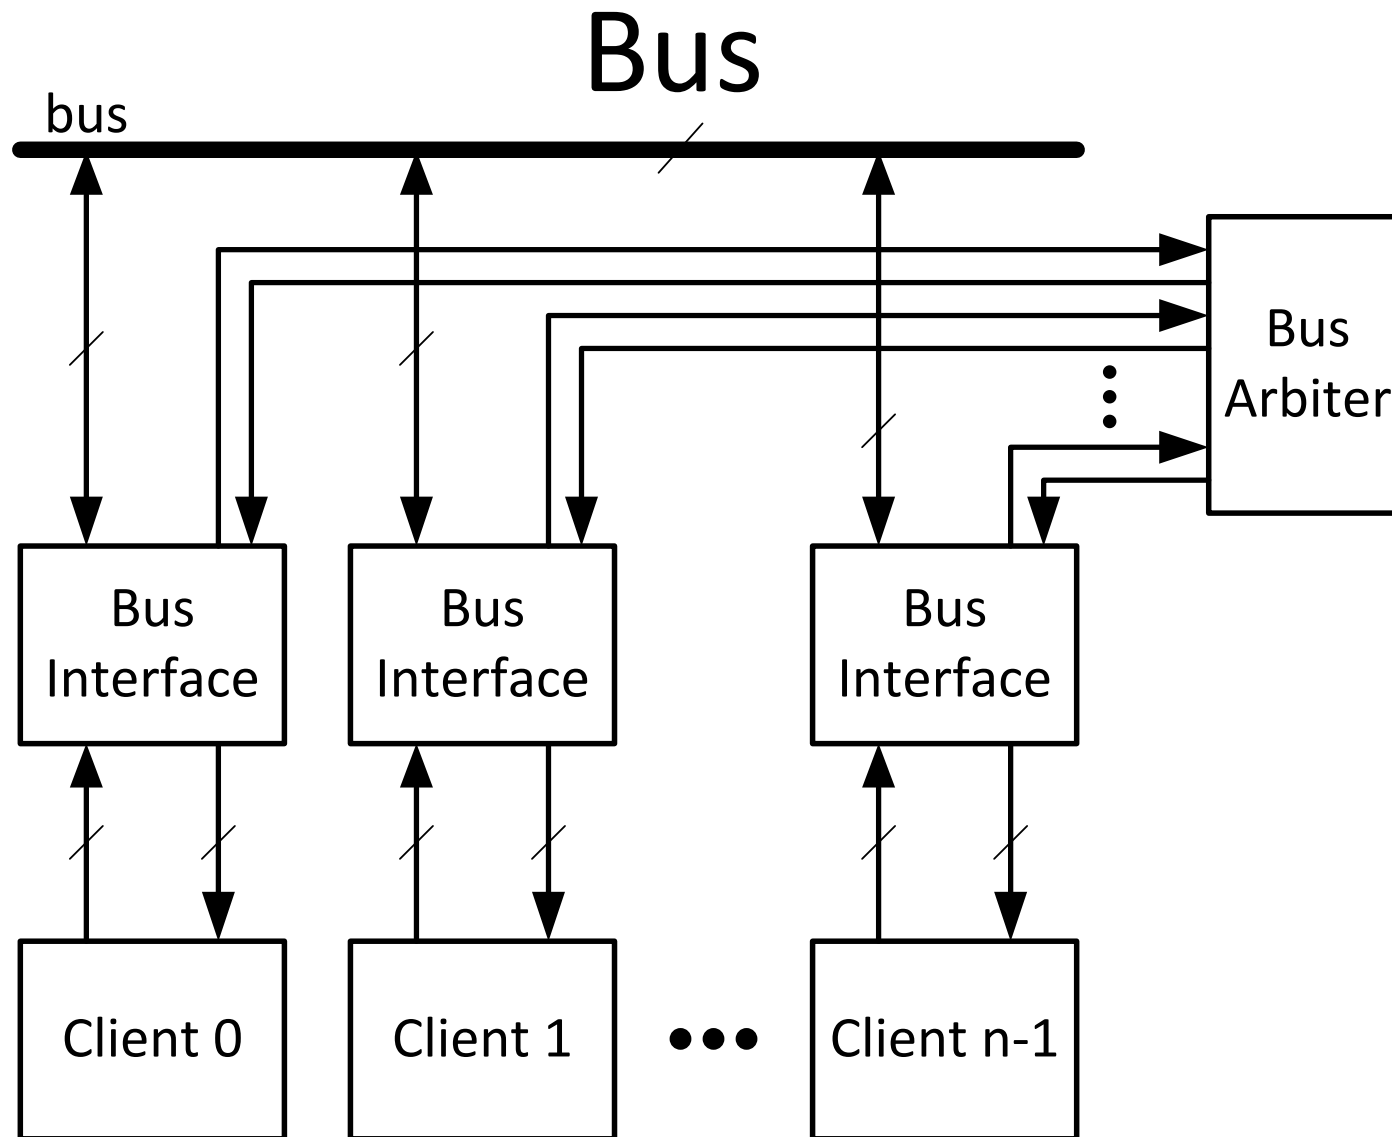 Bus
bus
Bus
Arbiter
Bus
Interface
Bus
Interface
Bus
Interface
Client 0
Client 1
Client n-1